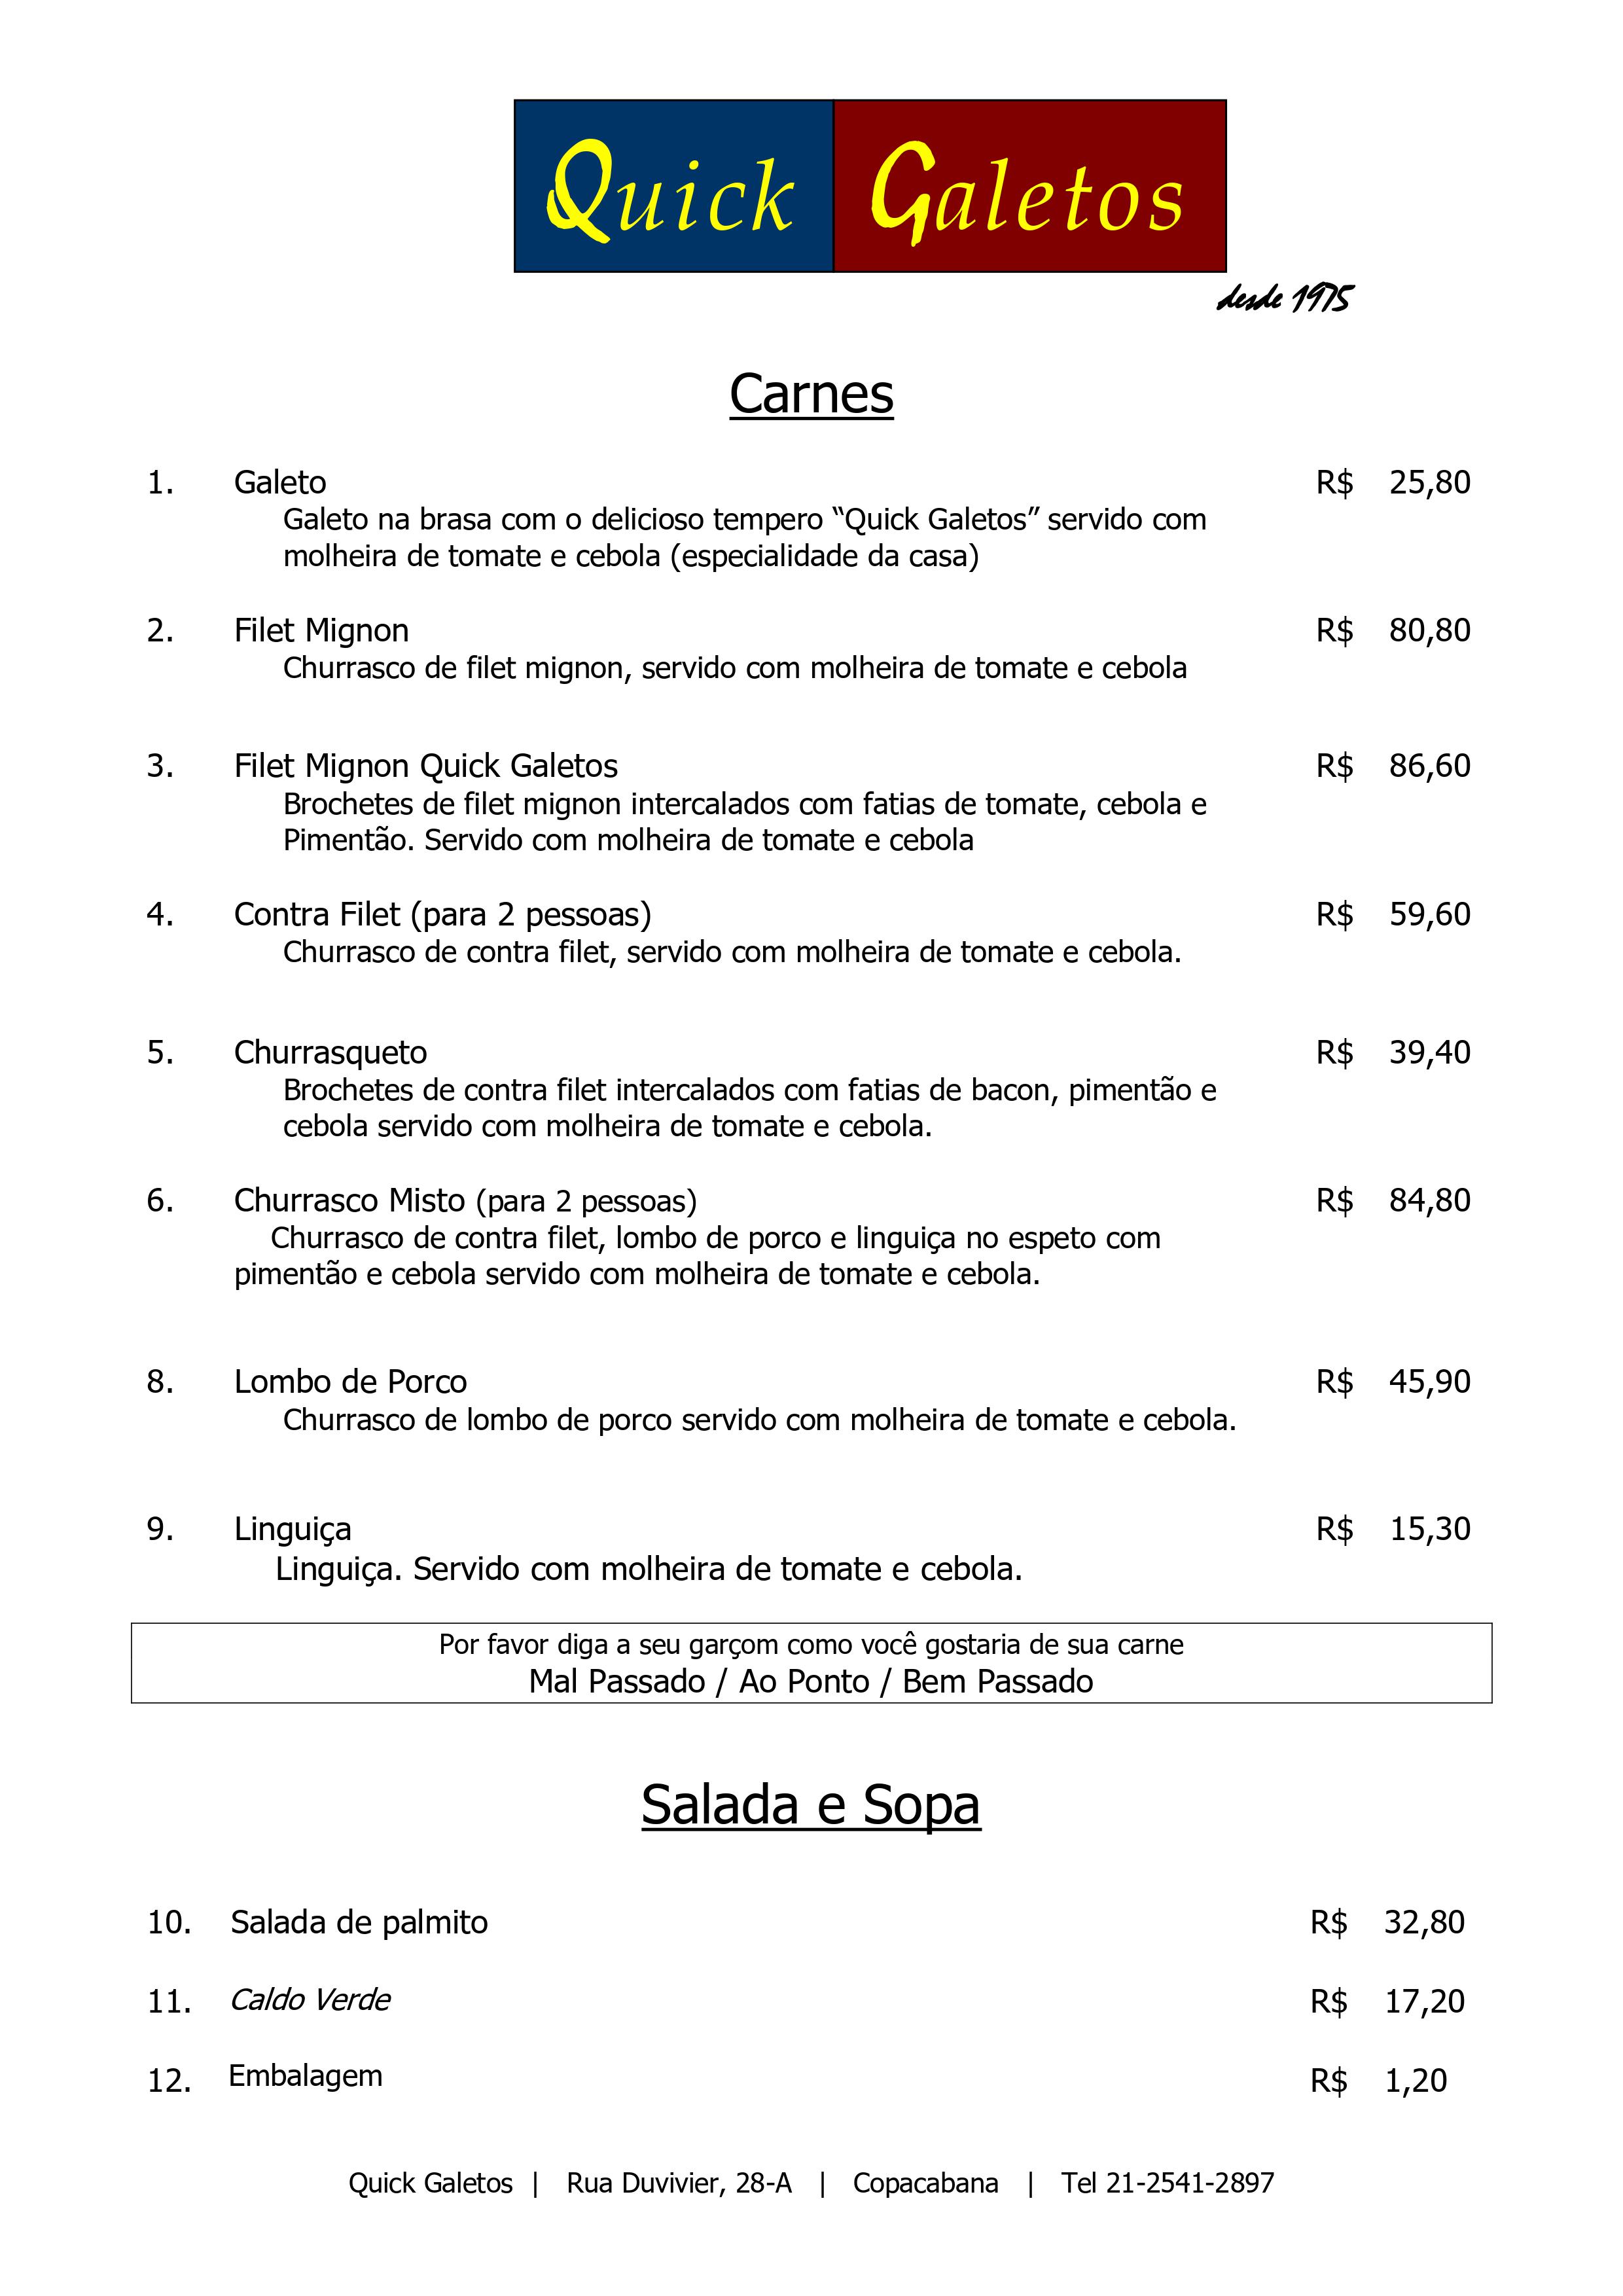 Quick Galetos
desde 1975
Carnes
1. Galeto R$ 25,80
Galeto na brasa com o delicioso tempero “Quick Galetos” servido com
molheira de tomate e cebola (especialidade da casa)
2. Filet Mignon R$ 80,80
Churrasco de filet mignon, servido com molheira de tomate e cebola
3. Filet Mignon Quick Galetos R$ 86,60
Brochetes de filet mignon intercalados com fatias de tomate, cebola e
Pimentão. Servido com molheira de tomate e cebola
4. Contra Filet (para 2 pessoas) R$ 59,60
Churrasco de contra filet, servido com molheira de tomate e cebola.
5. Churrasqueto R$ 39,40
Brochetes de contra filet intercalados com fatias de bacon, pimentão e
cebola servido com molheira de tomate e cebola.
6. Churrasco Misto (para 2 pessoas) R$ 84,80
Churrasco de contra filet, lombo de porco e linguiça no espeto com
pimentão e cebola servido com molheira de tomate e cebola.
8. Lombo de Porco R$ 45,90
Churrasco de lombo de porco servido com molheira de tomate e cebola.
9. Linguiça R$ 15,30
Linguiça. Servido com molheira de tomate e cebola.
Por favor diga a seu garçom como você gostaria de sua carne
Mal Passado / Ao Ponto / Bem Passado
Salada e Sopa
10. Salada de palmito R$ 32,80
11. Caldo Verde R$ 17,20
12. Embalagem R$ 1,20
Quick Galetos | Rua Duvivier, 28-A | Copacabana | Tel 21-2541-2897